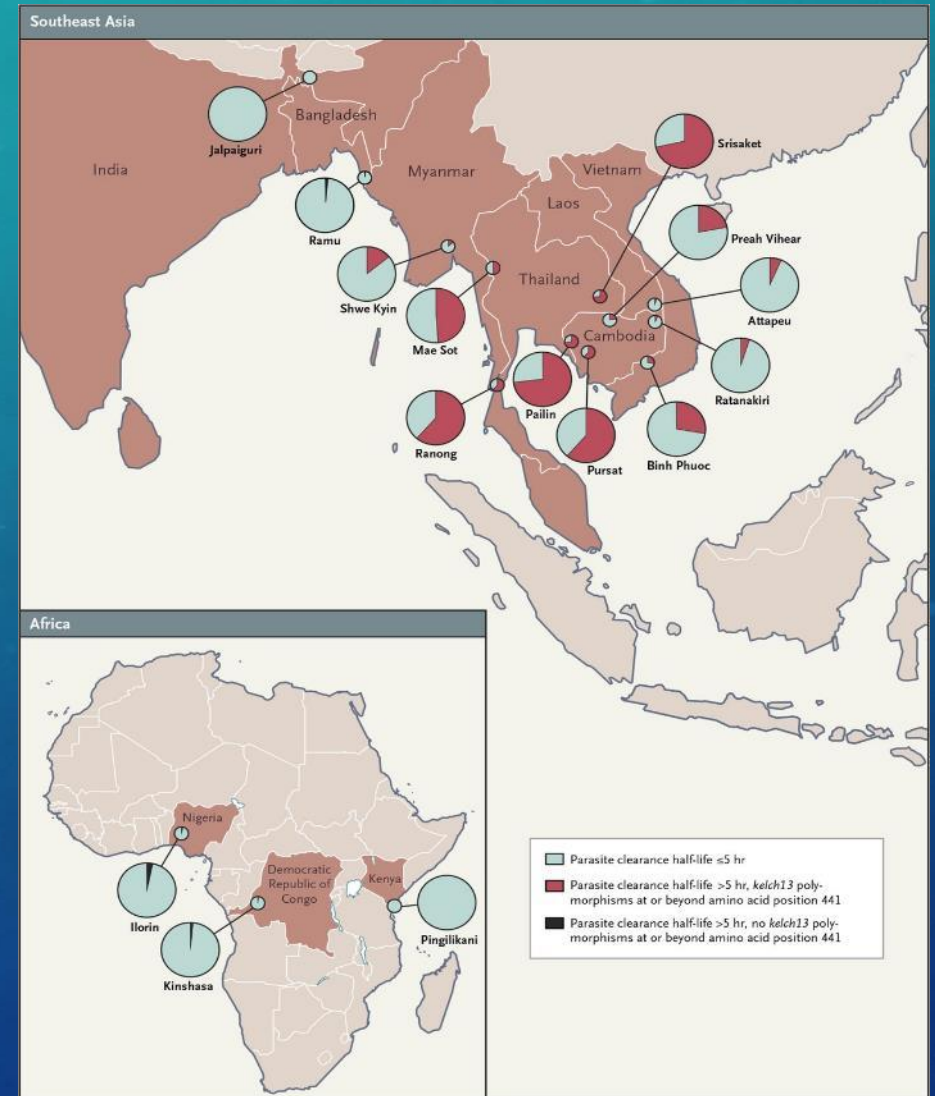 Southeast Asia
India
Bangladesh
Myanmar
Vietnam
Laos
Thailand
Cambodia
Jalpaiguri
Ramu
Shwe Kyin
Mae Sot
Ranong
Pailin
Pursat
Binh Phuoc
Ratanakiri
Attapeu
Preah Vihear
Srisaket
Africa
Nigeria
Democratic
Republic of
Congo
Kenya
Ilorin
Kinshasa
Pingilikani
Parasite clearance half-life ≤5 hr
Parasite clearance half-life >5 hr, kelch13 poly-
morphisms at or beyond amino acid position 441
Parasite clearance half-life >5 hr, no kelch13 poly-
morphisms at or beyond amino acid position 441